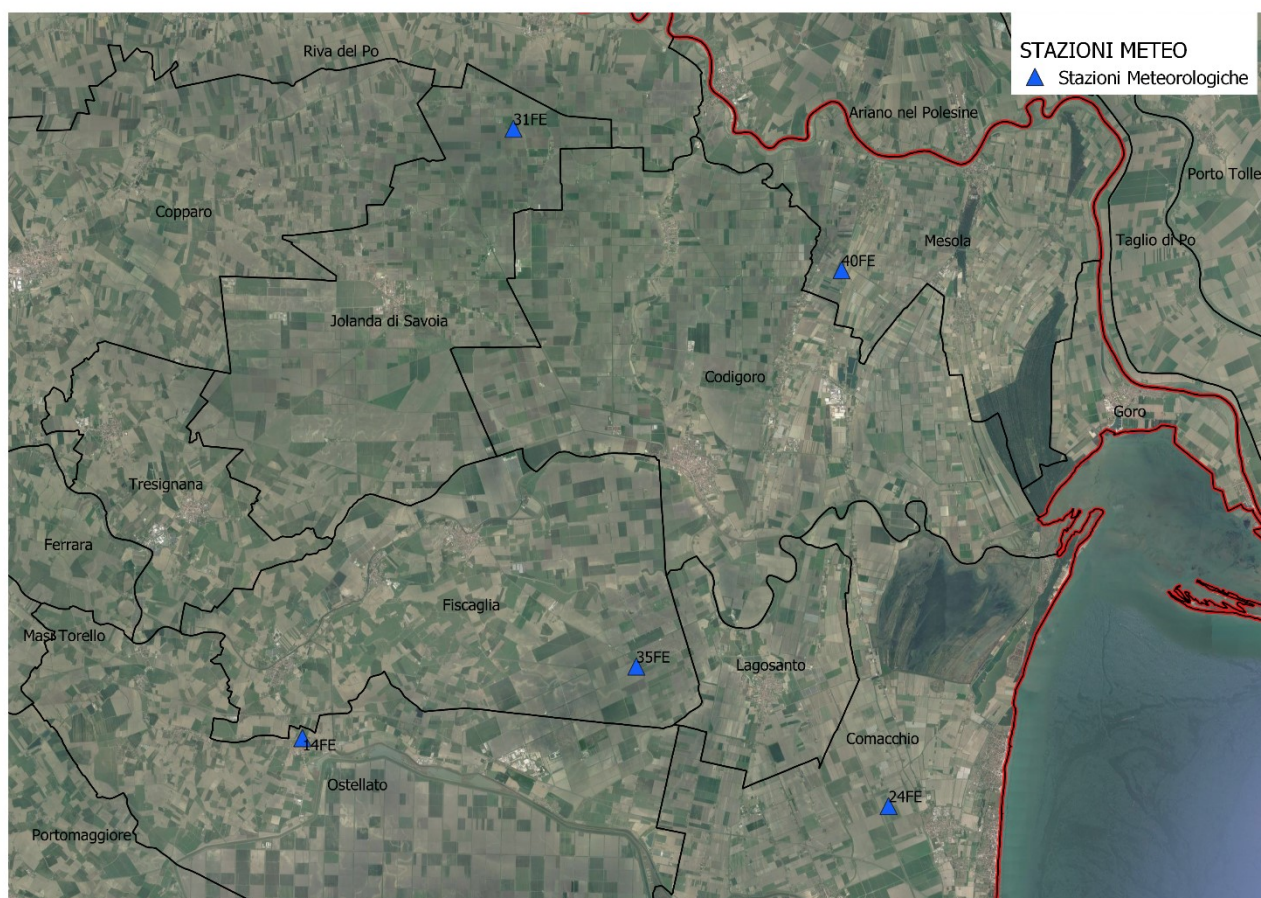 STAZIONI METEO
Stazioni Meteorologiche
Riva del Po
Ariano nel Polesine
31FE
Porto Tolle
Copparo
Mesola
Taglio di Po
40FE
Jolanda di Savoia
Codigoro
Goro
Tresignana
Ferrara
Fiscaglia
Masi Torello
35FE
Lagosanto
14FE
Comacchio
Ostellato
24FE
Portomaggiore